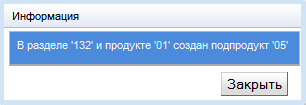 Информация
В разделе '132' и продукте '01' создан подпродукт '05'
Закрыть